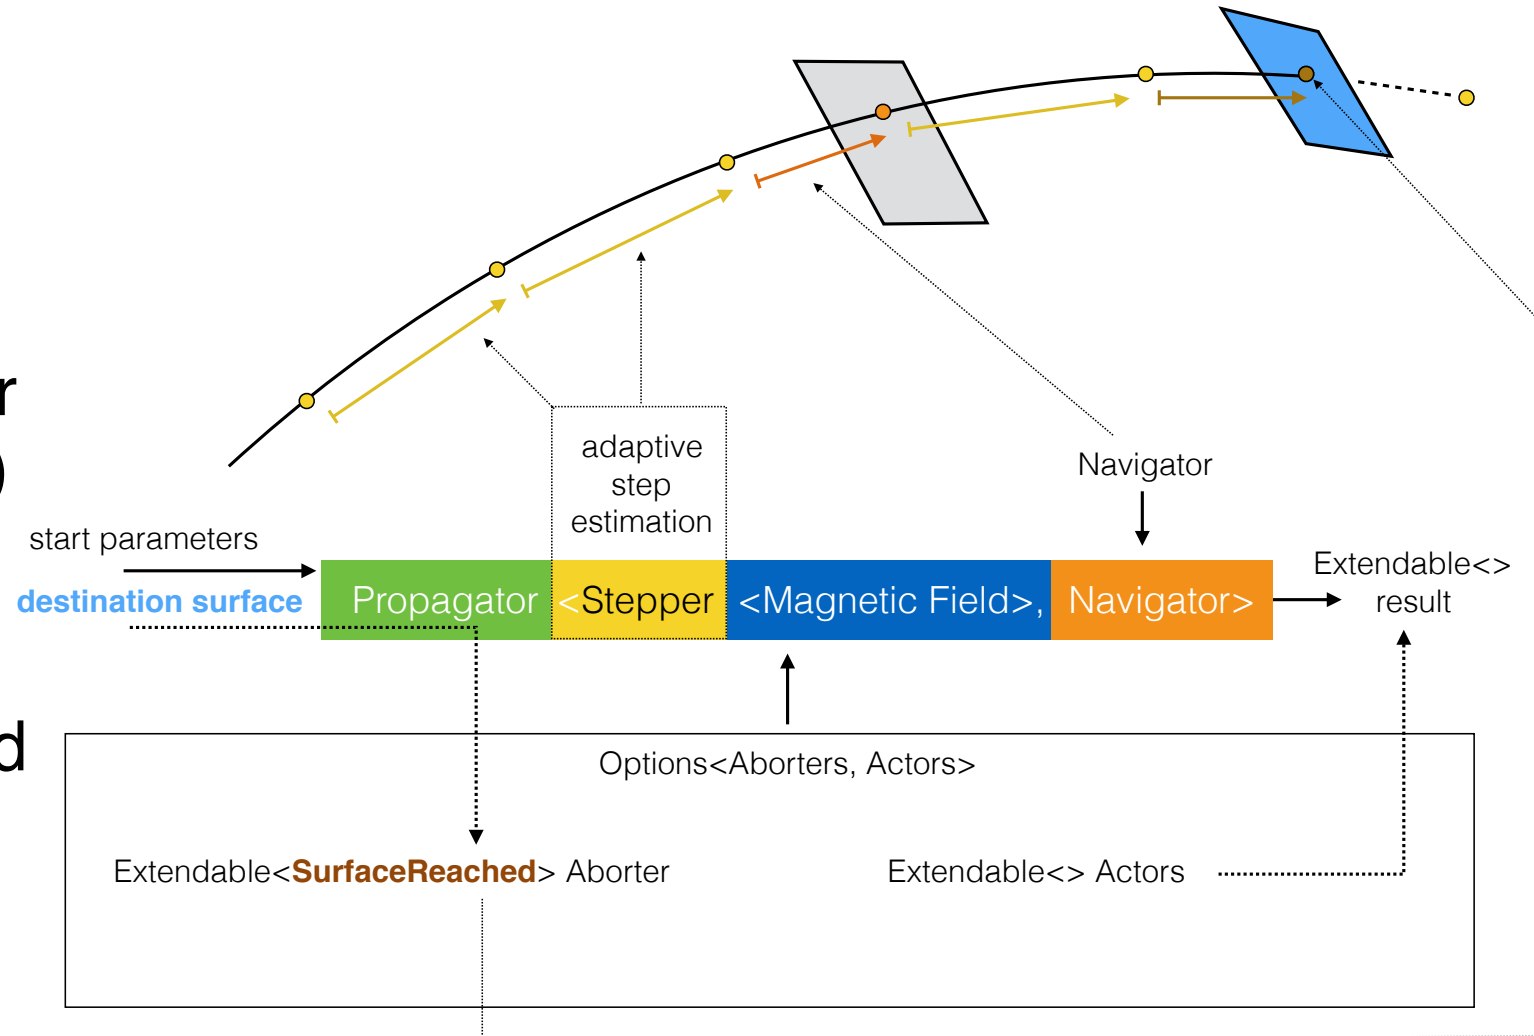 r
)
adaptive
step
estimation
Navigator
start parameters
destination surface
Propagator <Stepper <Magnetic Field>, Navigator>
Extendable<>
result
d
Options<Aborters, Actors>
Extendable<SurfaceReached> Aborter
Extendable<> Actors